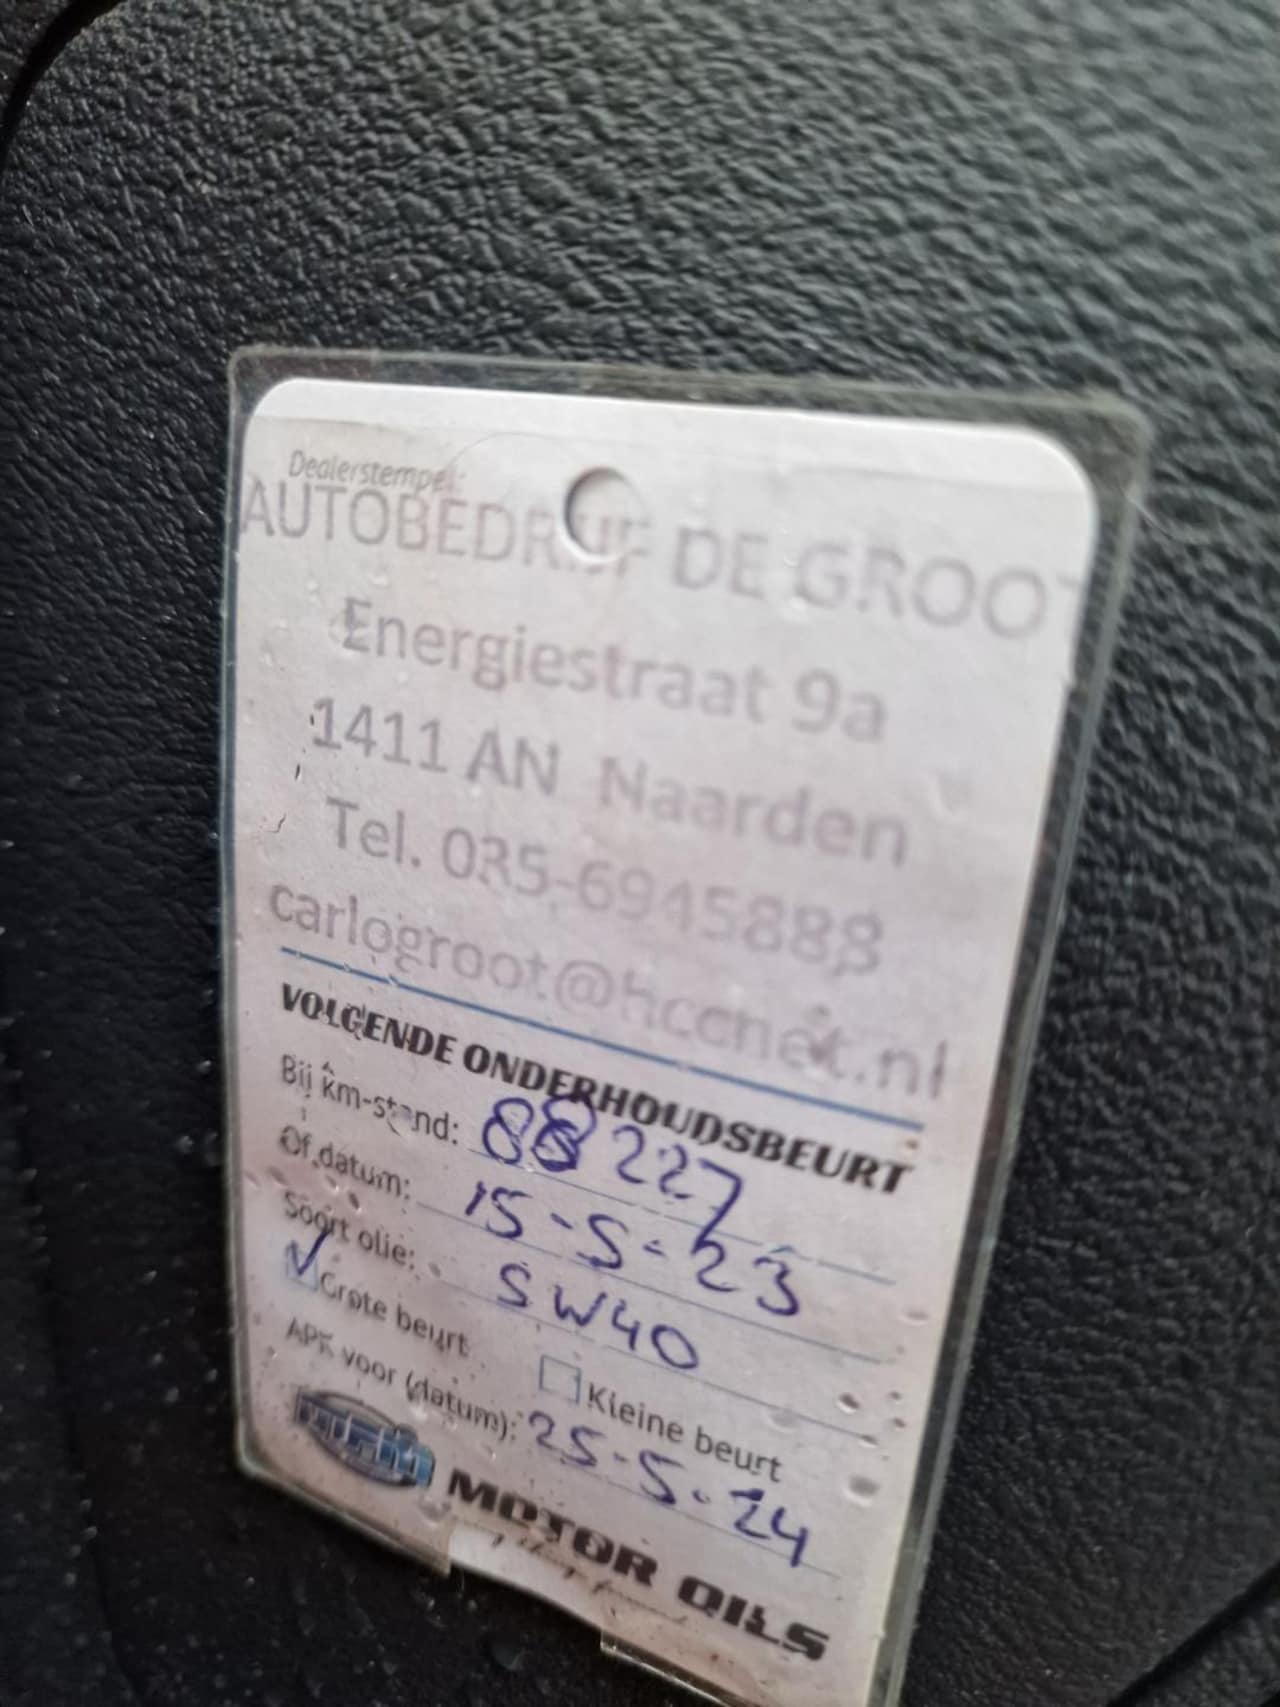 Dealerstempel:
AUTOBEDRIJF DE GROOT
Energiestraat 9a
1411 AN Naarden
Tel. 035-6945888
carlogroot@hccnet.nl
VOLGENDE ONDERHOUDSBEURT
Bij km-stand: 88227
Of datum: 15-5-23
Soort olie: 5W40
Grote beurt Kleine beurt
APK voor (datum): 25-5-24
MPM MOTOR OILS